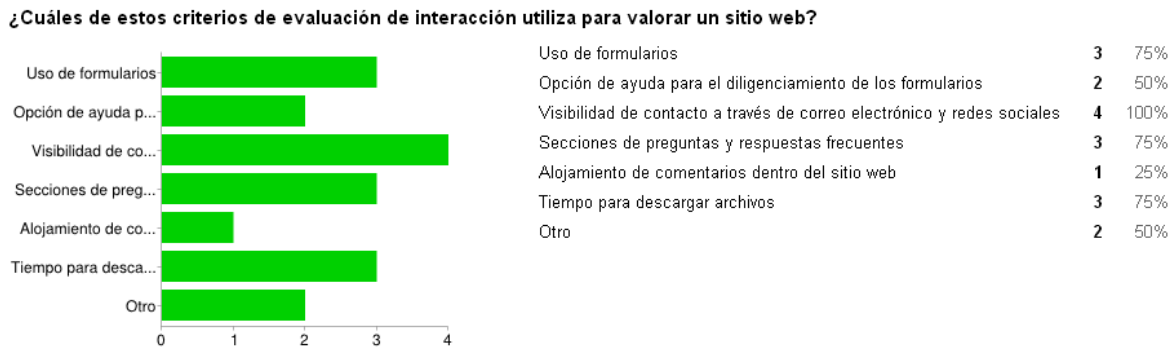 ¿Cuáles de estos criterios de evaluación de interacción utiliza para valorar un sitio web?
Uso de formularios
Opción de ayuda p...
Visibilidad de co...
Secciones de preg...
Alojamiento de co...
Tiempo para desca...
Otro
0 1 2 3 4
Uso de formularios 3 75%
Opción de ayuda para el diligenciamiento de los formularios 2 50%
Visibilidad de contacto a través de correo electrónico y redes sociales 4 100%
Secciones de preguntas y respuestas frecuentes 3 75%
Alojamiento de comentarios dentro del sitio web 1 25%
Tiempo para descargar archivos 3 75%
Otro 2 50%